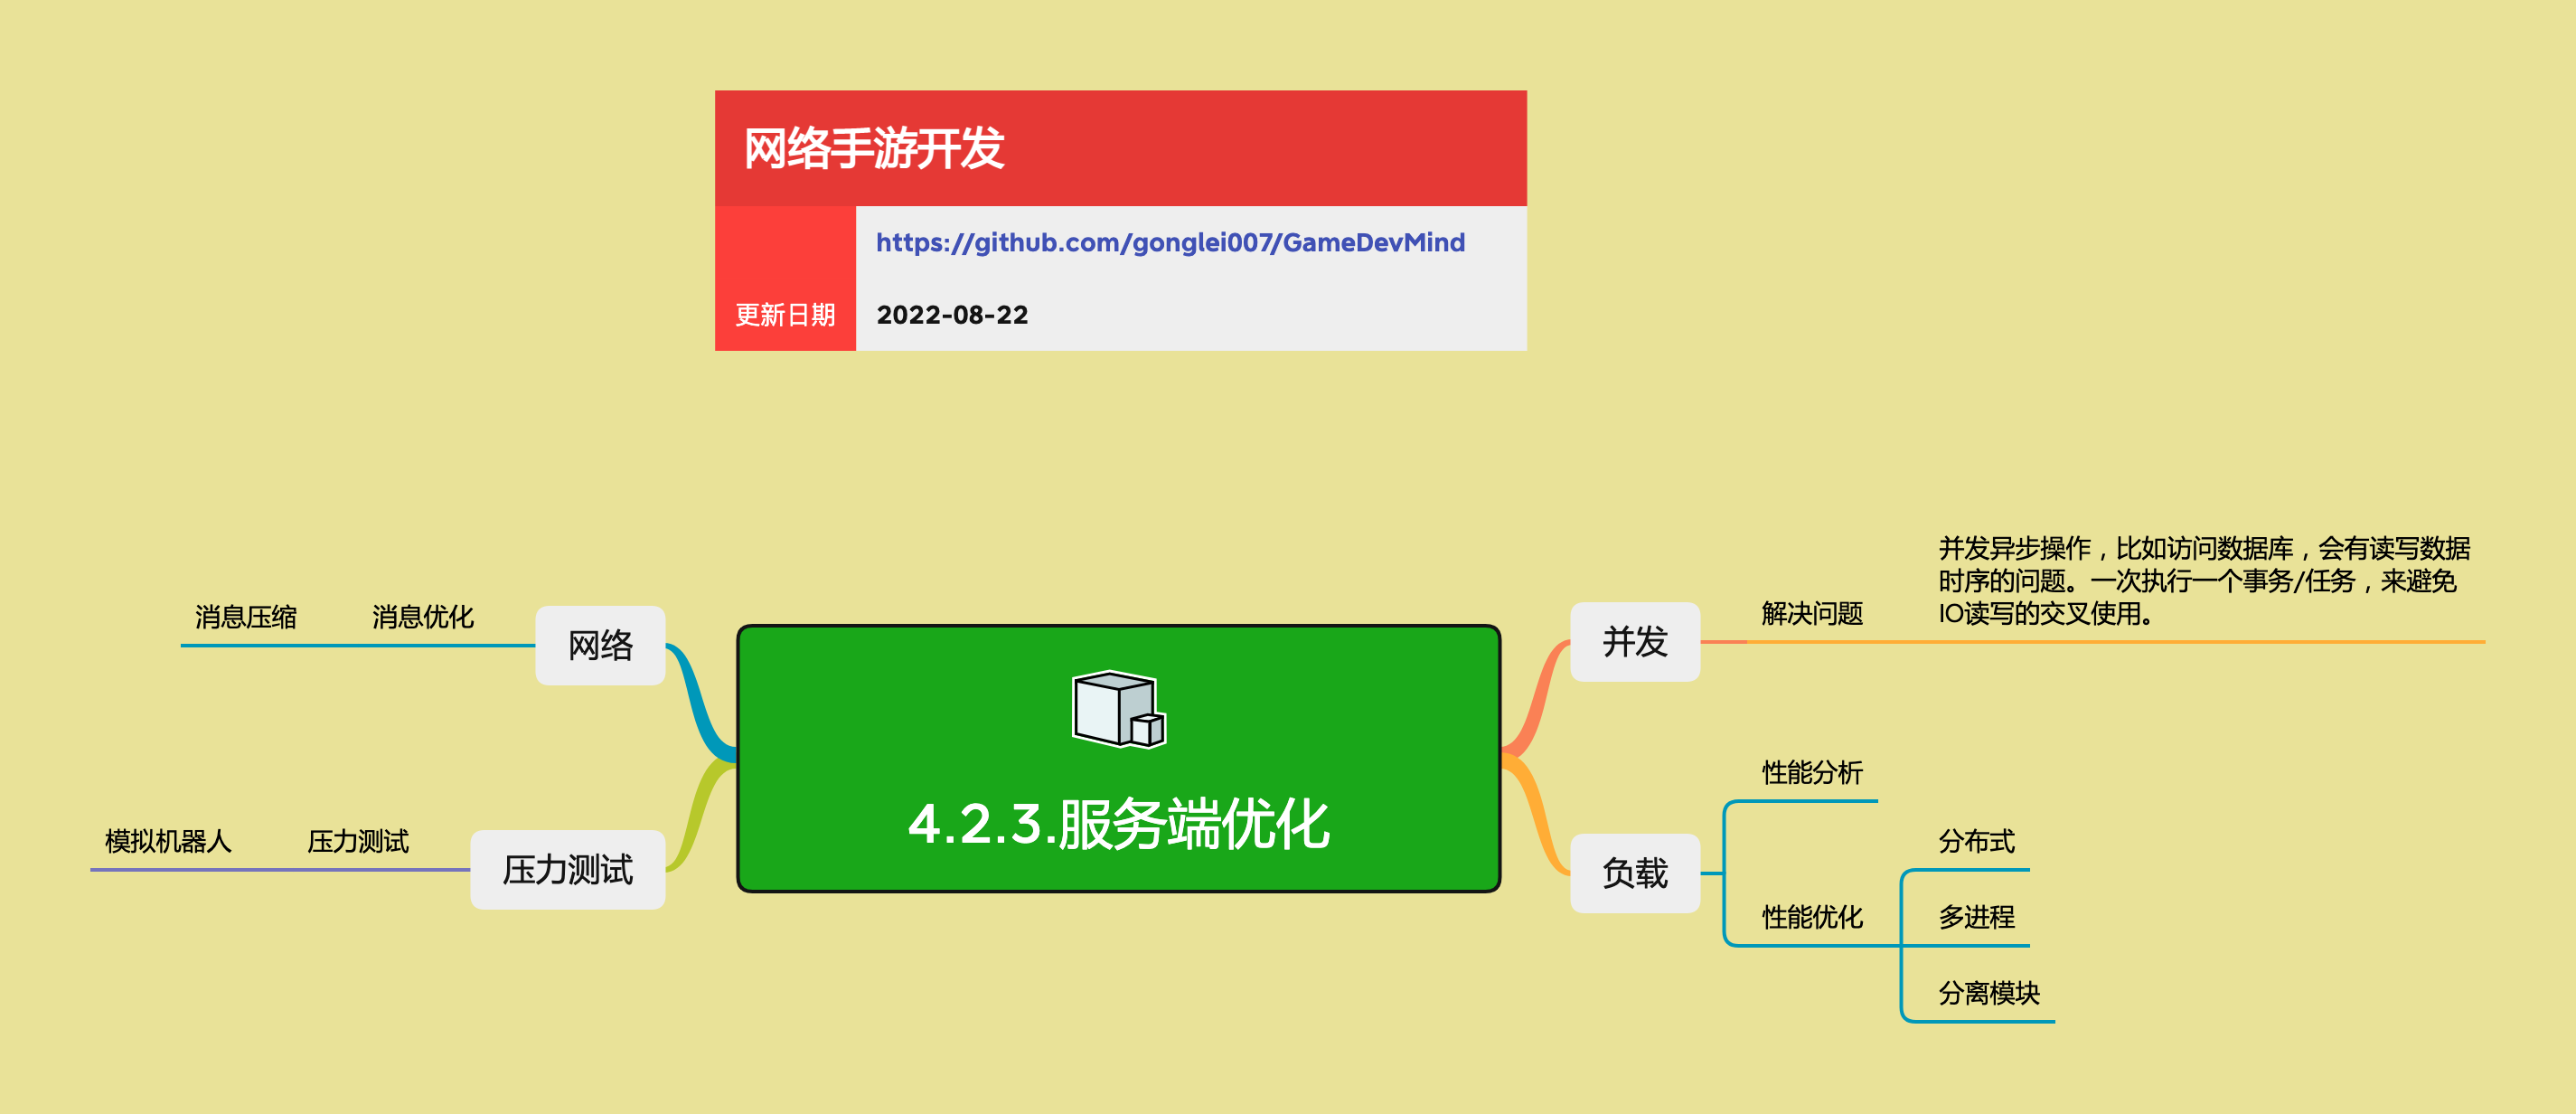 网络手游开发
https://github.com/gonglei007/GameDevMind
更新日期
2022-08-22
4.2.3.服务端优化
并发
解决问题
并发异步操作，比如访问数据库，会有读写数据
时序的问题。一次执行一个事务/任务，来避免
IO读写的交叉使用。
负载
性能分析
性能优化
分布式
多进程
分离模块
网络
消息优化
消息压缩
压力测试
压力测试
模拟机器人